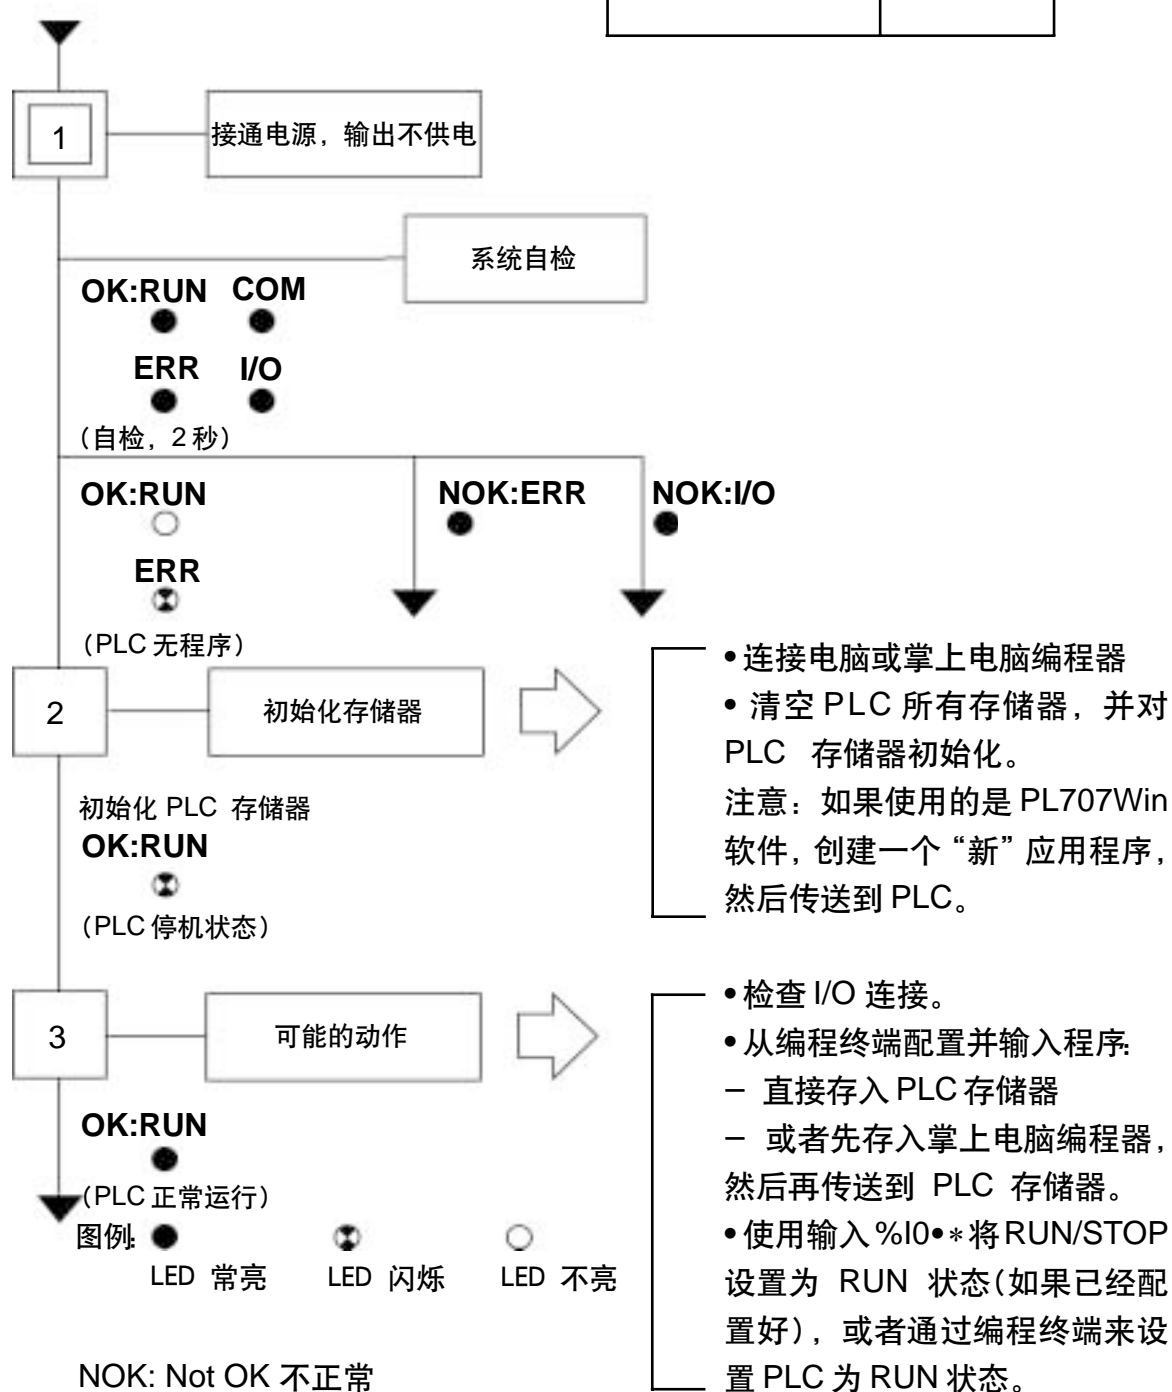 1
接通电源，输出不供电
系统自检
OK:RUN COM
ERR I/O
（自检，2 秒）
OK:RUN
NOK:ERR
NOK:I/O
ERR
（PLC 无程序）
2
初始化存储器
•连接电脑或掌上电脑编程器
• 清空 PLC 所有存储器，并对
PLC 存储器初始化。
注意：如果使用的是 PL707Win
软件，创建一个“新”应用程序，
然后传送到 PLC。
初始化 PLC 存储器
OK:RUN
（PLC 停机状态）
3
可能的动作
•检查 I/O 连接。
•从编程终端配置并输入程序:
– 直接存入 PLC 存储器
– 或者先存入掌上电脑编程器，
然后再传送到 PLC 存储器。
•使用输入 %I0•*将 RUN/STOP
设置为 RUN 状态（如果已经配
置好），或者通过编程终端来设
置 PLC 为 RUN 状态。
OK:RUN
（PLC 正常运行）
图例:
LED 常亮 LED 闪烁 LED 不亮
NOK: Not OK 不正常